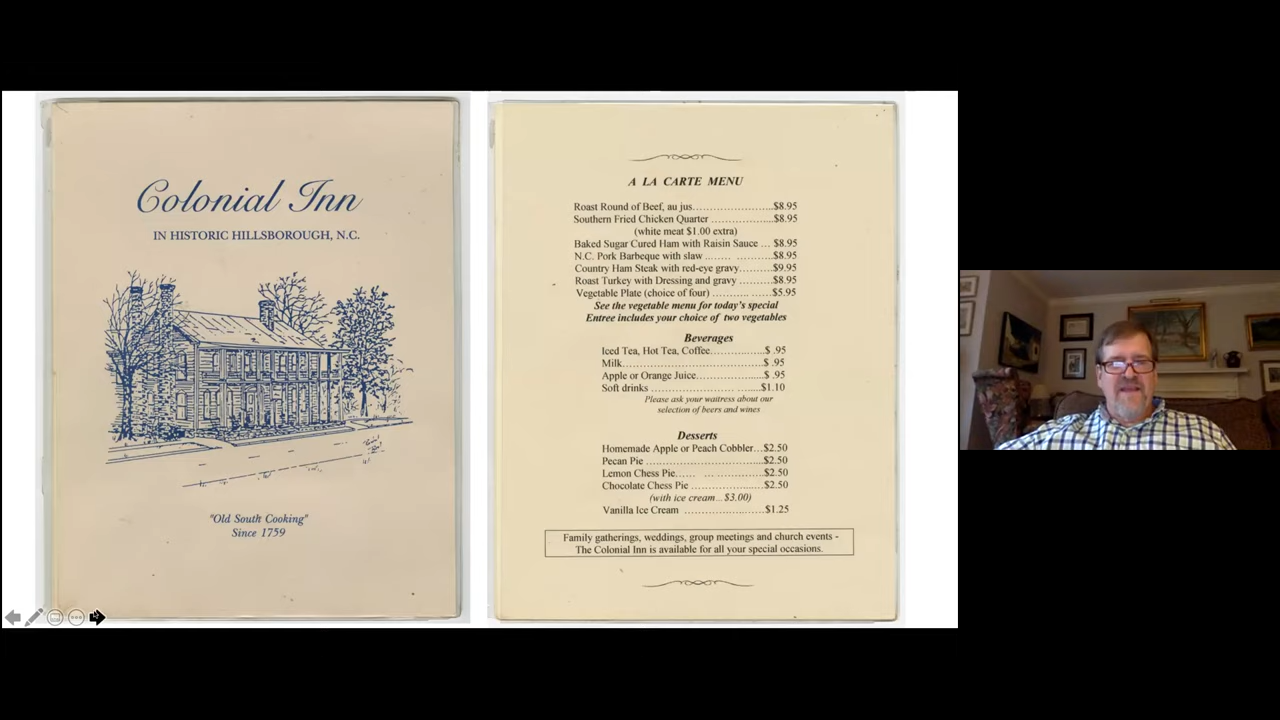 Colonial Inn
IN HISTORIC HILLSBOROUGH, N.C.
"Old South Cooking"
Since 1759
A LA CARTE MENU
Roast Round of Beef, au jus........................$8.95
Southern Fried Chicken Quarter ..................$8.95
(white meat $1.00 extra)
Baked Sugar Cured Ham with Raisin Sauce ... $8.95
N.C. Pork Barbeque with slaw ....................$8.95
Country Ham Steak with red-eye gravy..........$9.95
Roast Turkey with Dressing and gravy ..........$8.95
Vegetable Plate (choice of four) ..................$5.95
See the vegetable menu for today's special
Entree includes your choice of two vegetables
Beverages
Iced Tea, Hot Tea, Coffee................$ .95
Milk..........................................$ .95
Apple or Orange Juice....................$ .95
Soft drinks ................................$1.10
Please ask your waitress about our
selection of beers and wines
Desserts
Homemade Apple or Peach Cobbler...$2.50
Pecan Pie ...................................$2.50
Lemon Chess Pie..........................$2.50
Chocolate Chess Pie .....................$2.50
(with ice cream... $3.00)
Vanilla Ice Cream ........................$1.25
Family gatherings, weddings, group meetings and church events -
The Colonial Inn is available for all your special occasions.